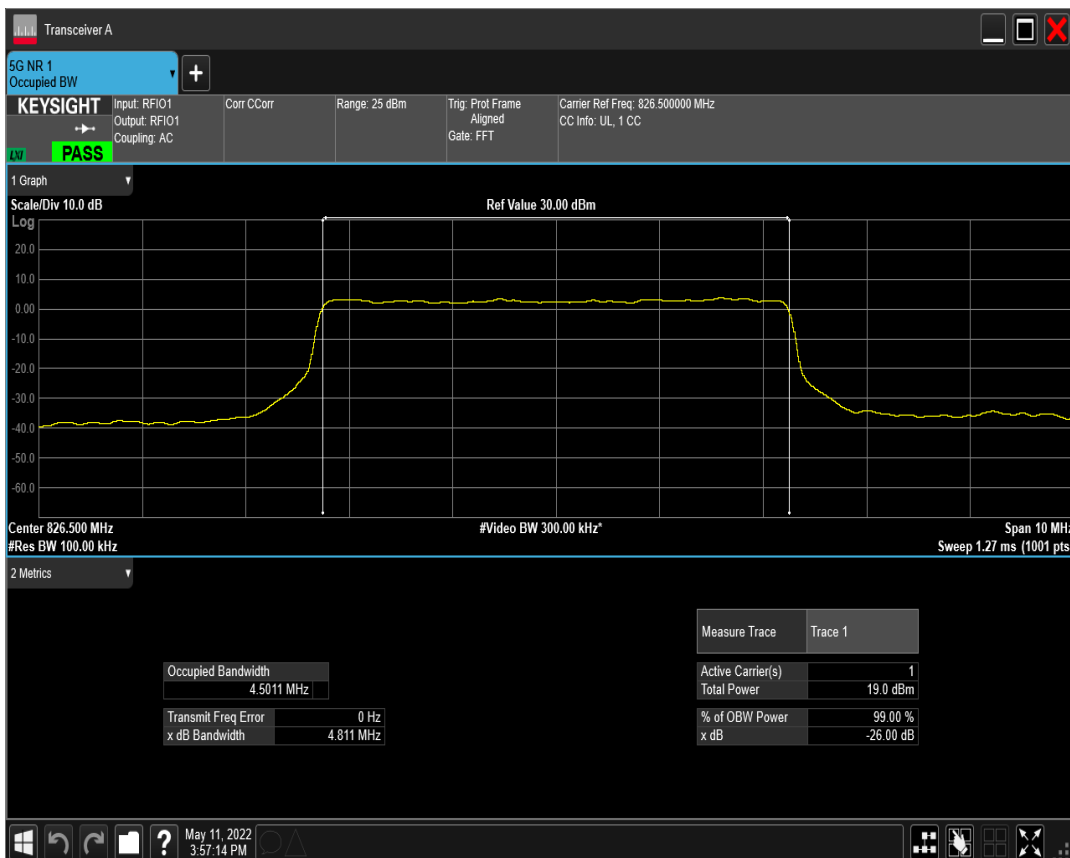 Transceiver A
5G NR 1
Occupied BW
KEYSIGHT
LXI
PASS
Input: RFIO1
Output: RFIO1
Coupling: AC
Corr CCorr
Range: 25 dBm
Trig: Prot Frame
Aligned
Gate: FFT
Carrier Ref Freq: 826.500000 MHz
CC Info: UL, 1 CC
1 Graph
Scale/Div 10.0 dB
Ref Value 30.00 dBm
Log
20.0
10.0
0.00
-10.0
-20.0
-30.0
-40.0
-50.0
-60.0
Center 826.500 MHz
#Video BW 300.00 kHz*
Span 10 MHz
#Res BW 100.00 kHz
Sweep 1.27 ms (1001 pts
2 Metrics
Measure Trace Trace 1
Occupied Bandwidth
4.5011 MHz
Active Carrier(s) 1
Total Power 19.0 dBm
Transmit Freq Error 0 Hz
x dB Bandwidth 4.811 MHz
% of OBW Power 99.00 %
x dB -26.00 dB
?
May 11, 2022
3:57:14 PM